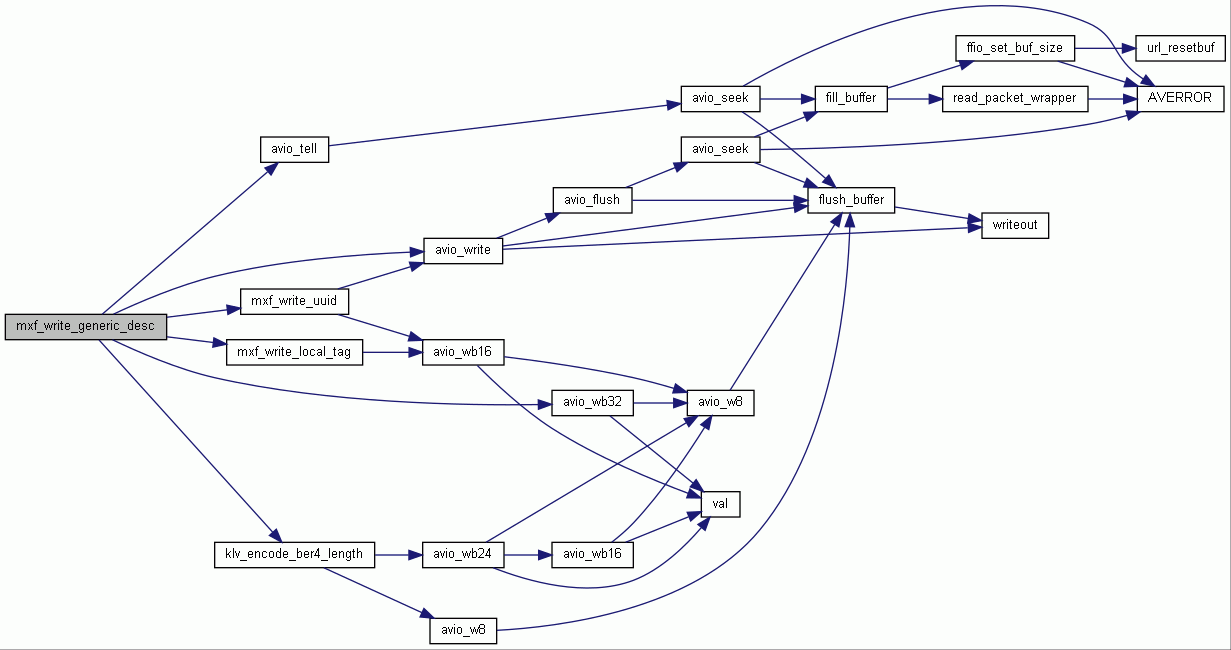 ffio_set_buf_size
url_resetbuf
avio_seek
fill_buffer
read_packet_wrapper
AVERROR
avio_tell
avio_seek
avio_flush
flush_buffer
writeout
avio_write
mxf_write_uuid
mxf_write_generic_desc
mxf_write_local_tag
avio_wb16
avio_wb32
avio_w8
val
klv_encode_ber4_length
avio_wb24
avio_wb16
avio_w8